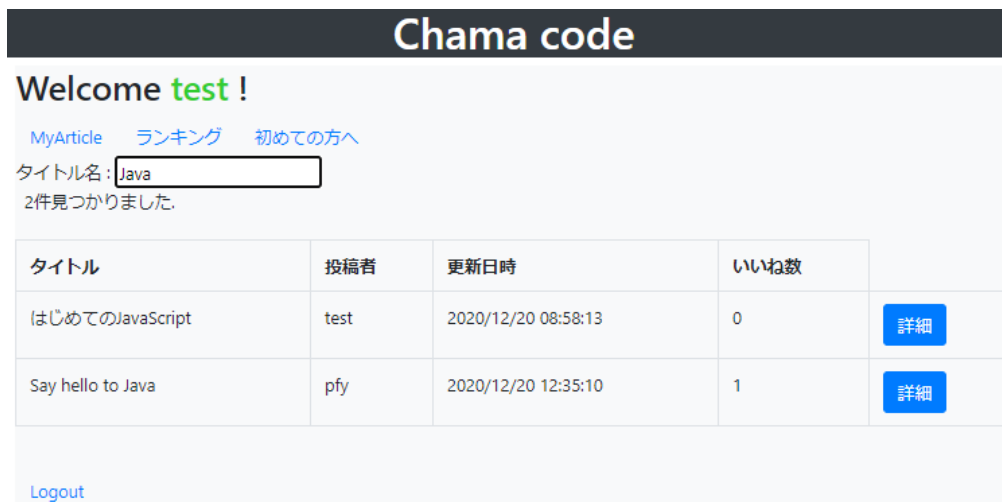 Chama code
Welcome test !
MyArticle ランキング 初めての方へ
タイトル名 : Java
2件見つかりました.
タイトル 投稿者 更新日時 いいね数
はじめてのJavaScript test 2020/12/20 08:58:13 0 詳細
Say hello to Java pfy 2020/12/20 12:35:10 1 詳細
Logout